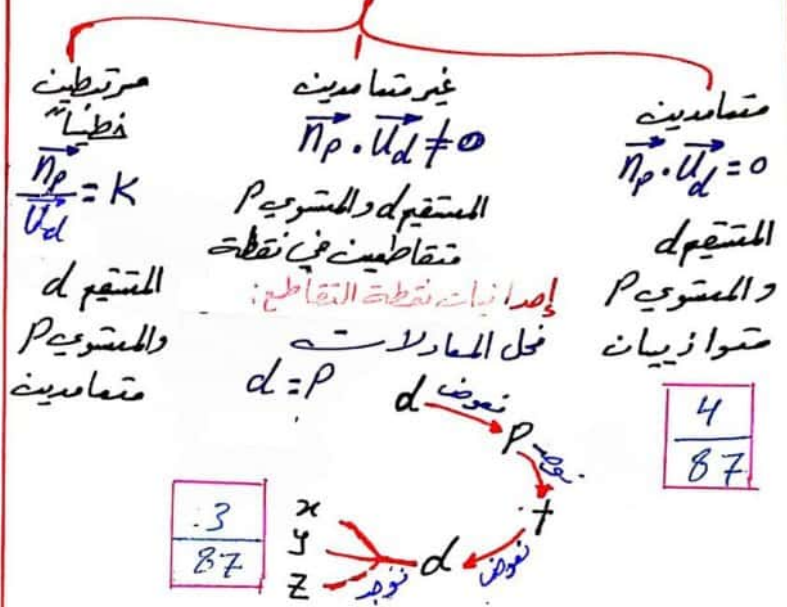 متعامدين
n_p . u_d = 0
المستقيم d
والمستوي P
متوازيان
4
87
غير متعامدين
n_p . u_d ≠ 0
المستقيم d والمستوي P
متقاطعين في نقطة
إحداثيات نقطة التقاطع:
نحل المعادلات
d = P
d نعوض P نعوض t نعوض d نوجد
x
y
z
3
87
مرتبطين
خطياً
n_p / u_d = K
المستقيم d
والمستوي P
متعامدين